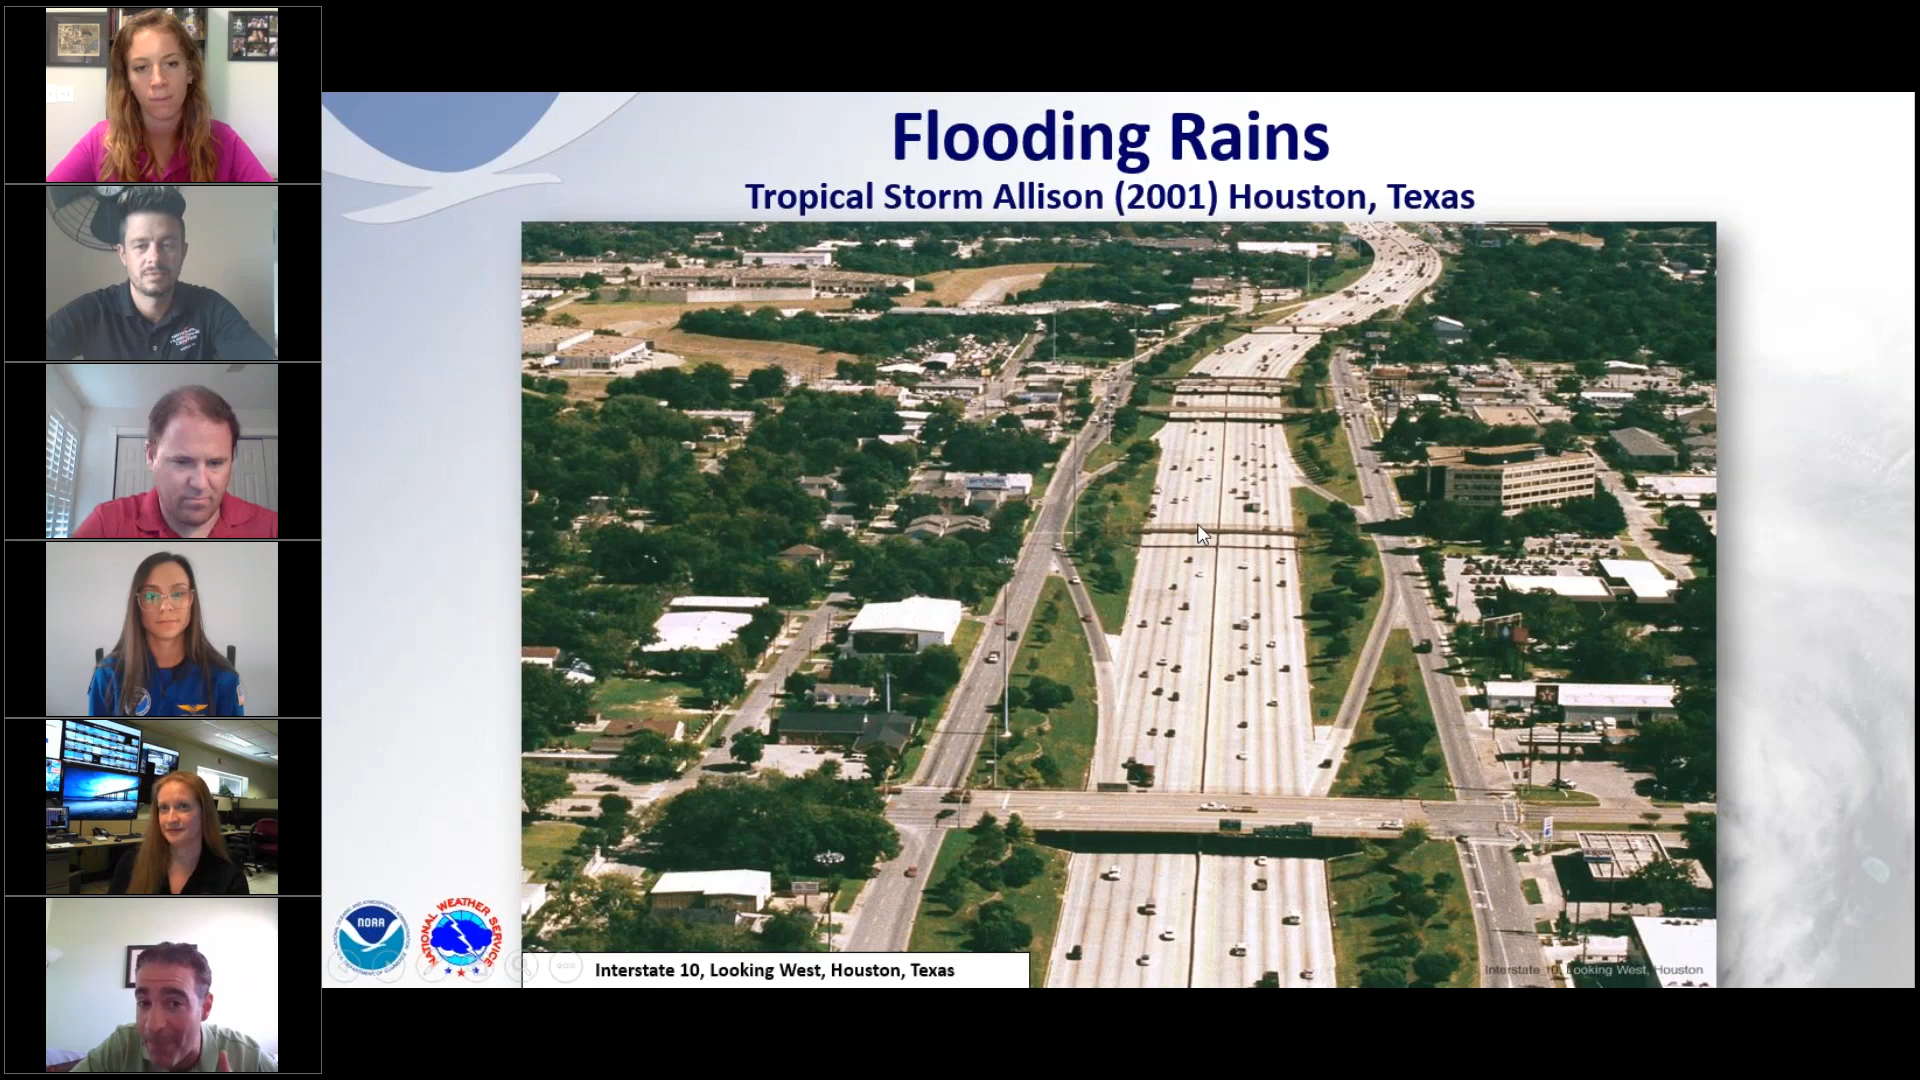 Flooding Rains
Tropical Storm Allison (2001) Houston, Texas
NOAA
NATIONAL WEATHER SERVICE
Interstate 10, Looking West, Houston, Texas
Interstate 10, Looking West, Houston